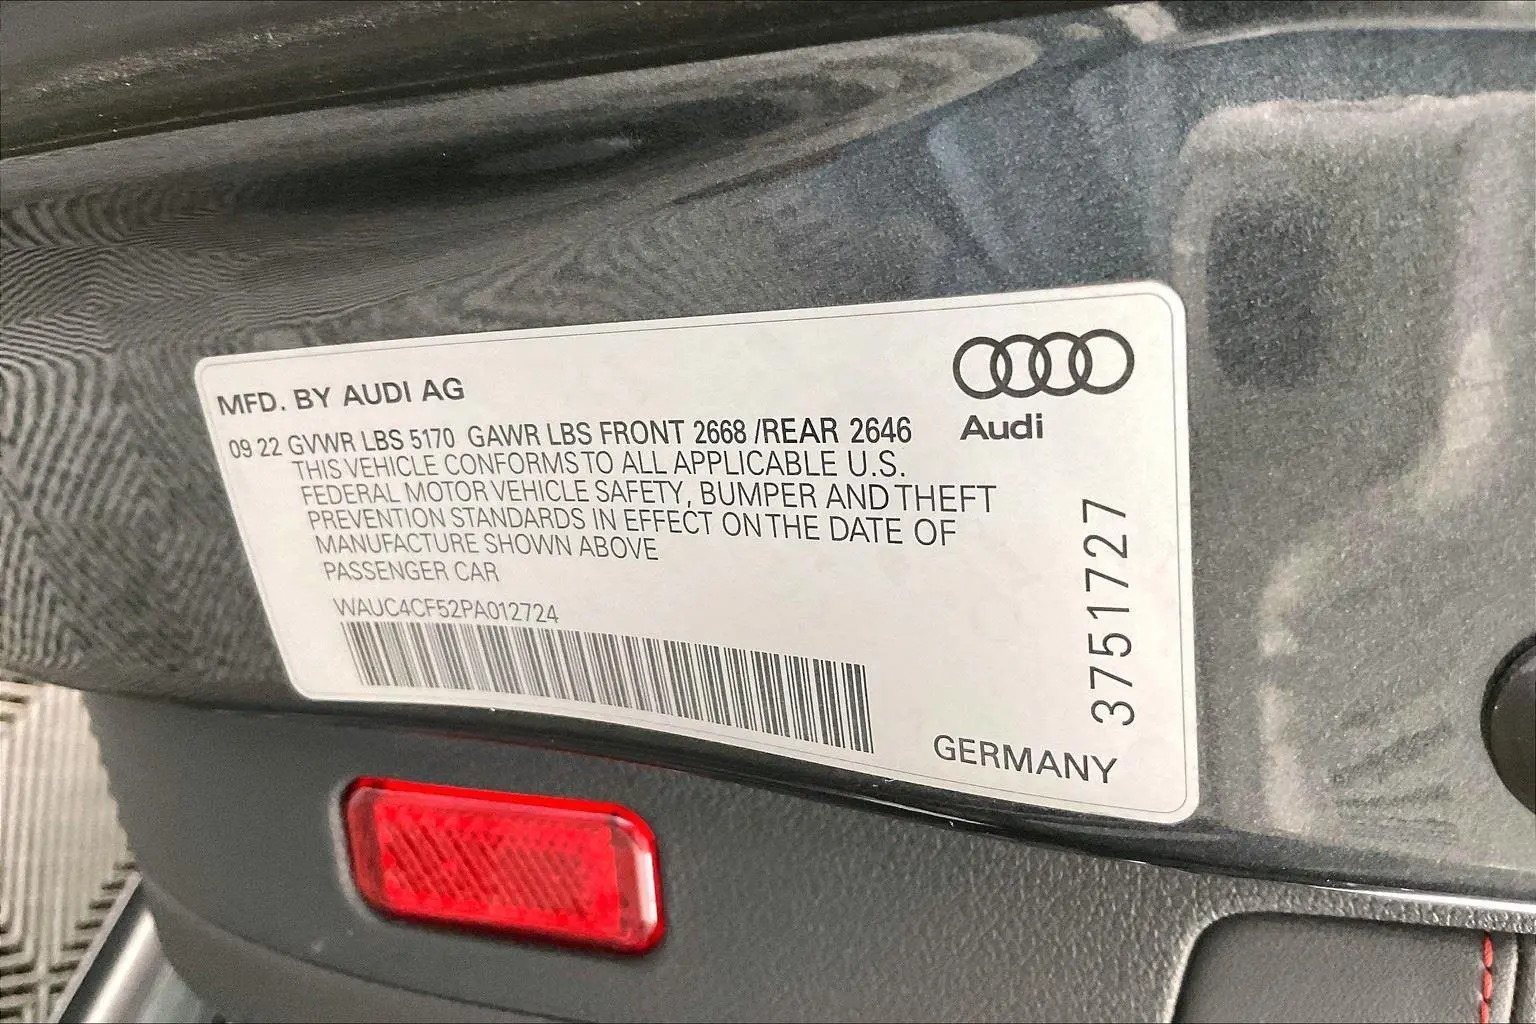 MFD. BY AUDI AG
Audi
09 22 GVWR LBS 5170 GAWR LBS FRONT 2668 /REAR 2646
THIS VEHICLE CONFORMS TO ALL APPLICABLE U.S.
FEDERAL MOTOR VEHICLE SAFETY, BUMPER AND THEFT
PREVENTION STANDARDS IN EFFECT ON THE DATE OF
MANUFACTURE SHOWN ABOVE
PASSENGER CAR
WAUC4CF52PA012724
3751727
GERMANY